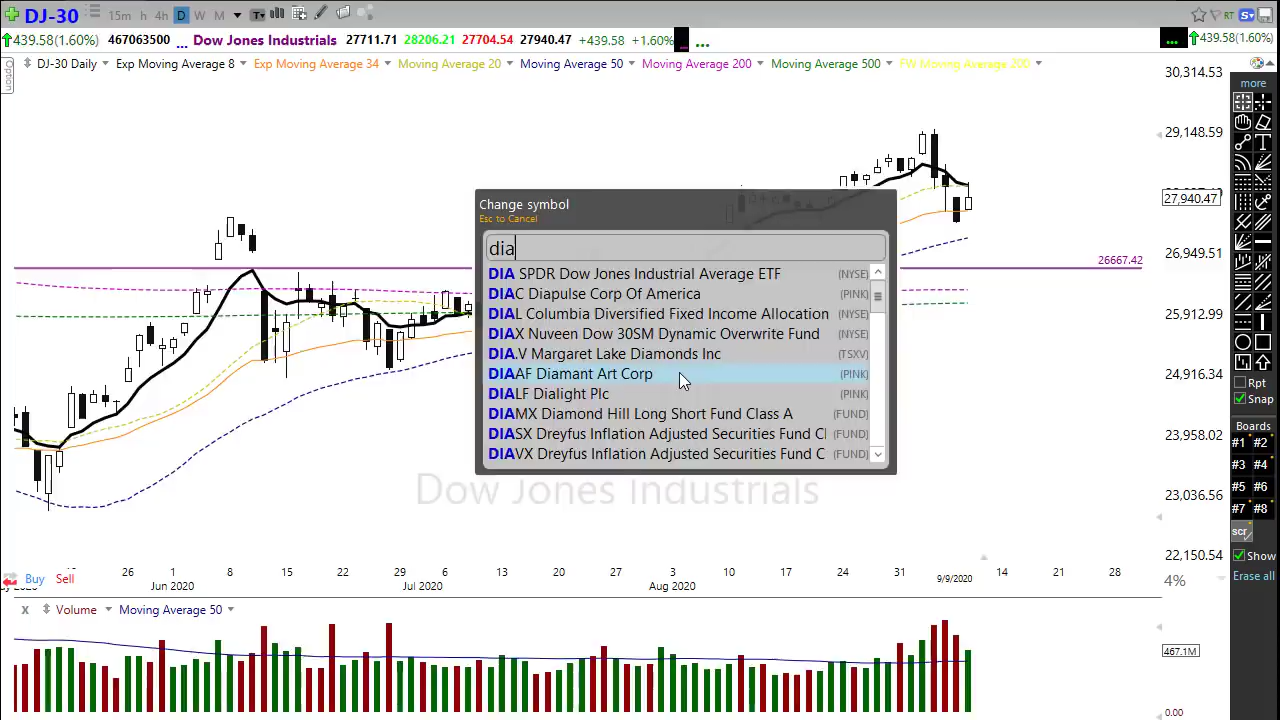 DJ-30 15m h 4h D W M T
RT S
439.58(1.60%) 467063500 ... Dow Jones Industrials 27711.71 28206.21 27704.54 27940.47 +439.58 +1.60% ... ... 439.58(1.60%)
Option
DJ-30 Daily Exp Moving Average 8 Exp Moving Average 34 Moving Average 20 Moving Average 50 Moving Average 200 Moving Average 500 FW Moving Average 200
30,314.53
29,148.59
27,940.47
26,949.51
25,912.99
24,916.34
23,958.02
23,036.56
22,150.54
26667.42
Change symbol
Esc to Cancel
dia
DIA SPDR Dow Jones Industrial Average ETF (NYSE)
DIAC Diapulse Corp Of America (PINK)
DIAL Columbia Diversified Fixed Income Allocation (NYSE)
DIAX Nuveen Dow 30SM Dynamic Overwrite Fund (NYSE)
DIA.V Margaret Lake Diamonds Inc (TSXV)
DIAAF Diamant Art Corp (PINK)
DIALF Dialight Plc (PINK)
DIAMX Diamond Hill Long Short Fund Class A (FUND)
DIASX Dreyfus Inflation Adjusted Securities Fund Cl (FUND)
DIAVX Dreyfus Inflation Adjusted Securities Fund C (FUND)
Dow Jones Industrials
more
T
Rpt
Snap
Boards
#1 #2
#3 #4
#5 #6
#7 #8
scr
Show
Erase all
26 1 8 15 22 29 6 13 20 27 3 10 17 24 31 9/9/2020 14 21 28
Jun 2020 Jul 2020 Aug 2020
Buy Sell
4%
x Volume Moving Average 50
467.1M
0.00